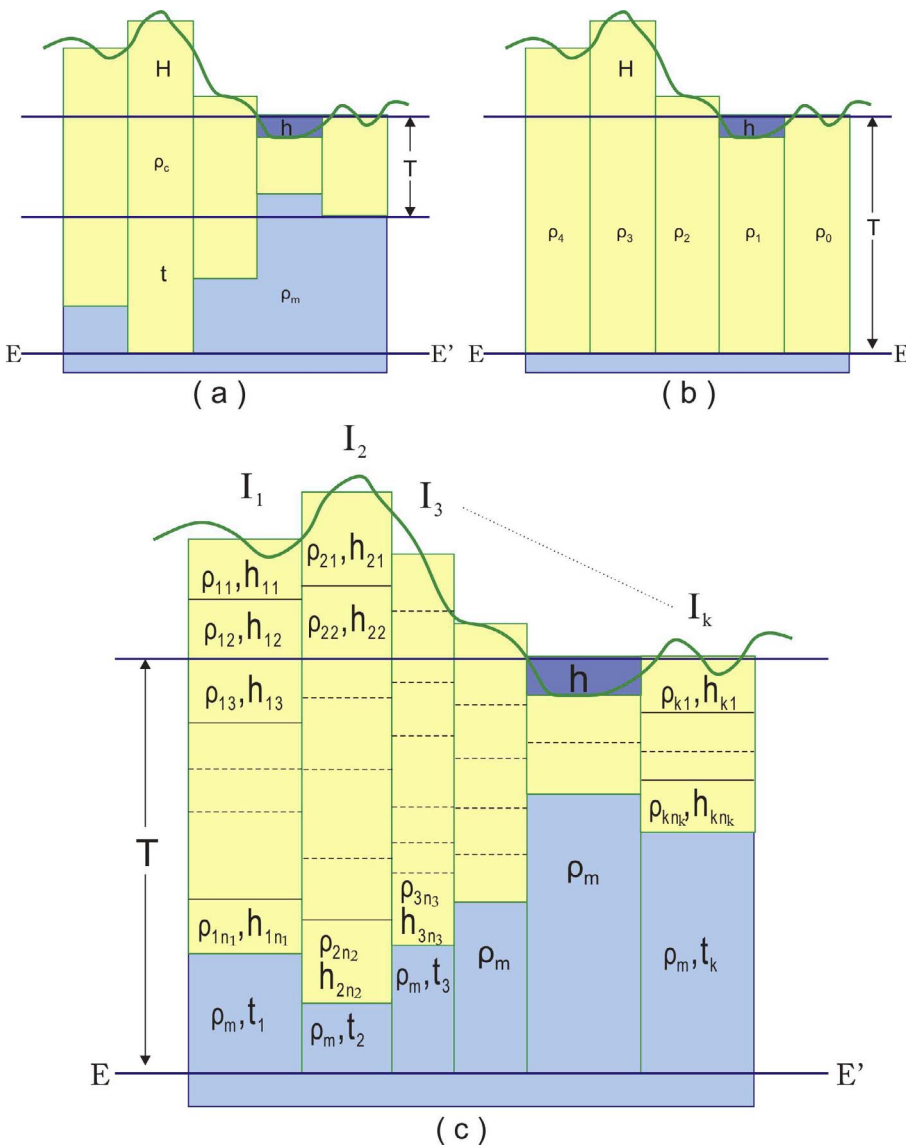 H
h
ρc
T
t
ρm
E E’
( a )
H
h
ρ4 ρ3 ρ2 ρ1 ρ0
T
E E
( b )
I2
I1
I3
Ik
ρ11,h11
ρ21,h21
ρ12,h12
ρ22,h22
ρ13,h13
h
ρk1,hk1
T
ρknk,hknk
ρ1n1,h1n1
ρ2n2
h2n2
ρ3n3
h3n3
ρm
ρm
ρm,t1
ρm,t2
ρm,t3
ρm,tk
E E’
( c )